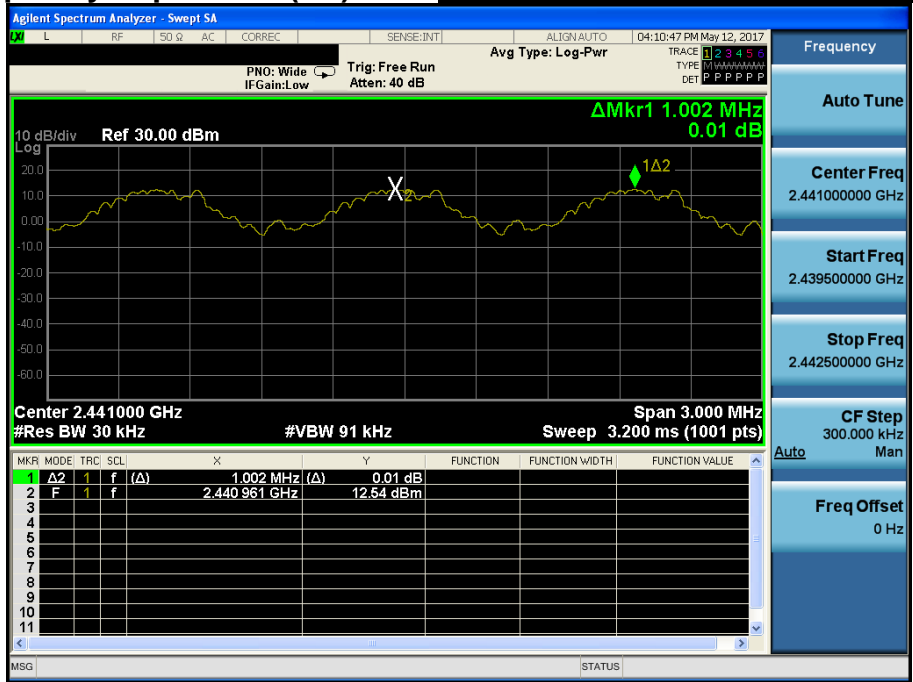 Agilent Spectrum Analyzer - Swept SA
LXI L RF 50 Ω AC CORREC SENSE:INT ALIGN AUTO 04:10:47 PM May 12, 2017
Avg Type: Log-Pwr
TRACE 1 2 3 4 5 6
PNO: Wide Trig: Free Run
TYPE M WWWWW
IFGain:Low Atten: 40 dB
DET P P P P P P
ΔMkr1 1.002 MHz
0.01 dB
10 dB/div Ref 30.00 dBm
Log
20.0
10.0
0.00
-10.0
-20.0
-30.0
-40.0
-50.0
-60.0
1Δ2
X2
Center 2.441000 GHz Span 3.000 MHz
#Res BW 30 kHz #VBW 91 kHz Sweep 3.200 ms (1001 pts)
MKR MODE TRC SCL X Y FUNCTION FUNCTION WIDTH FUNCTION VALUE
1 Δ2 1 f (Δ) 1.002 MHz (Δ) 0.01 dB
2 F 1 f 2.440 961 GHz 12.54 dBm
3
4
5
6
7
8
9
10
11
MSG STATUS
Frequency
Auto Tune
Center Freq
2.441000000 GHz
Start Freq
2.439500000 GHz
Stop Freq
2.442500000 GHz
CF Step
300.000 kHz
Auto Man
Freq Offset
0 Hz